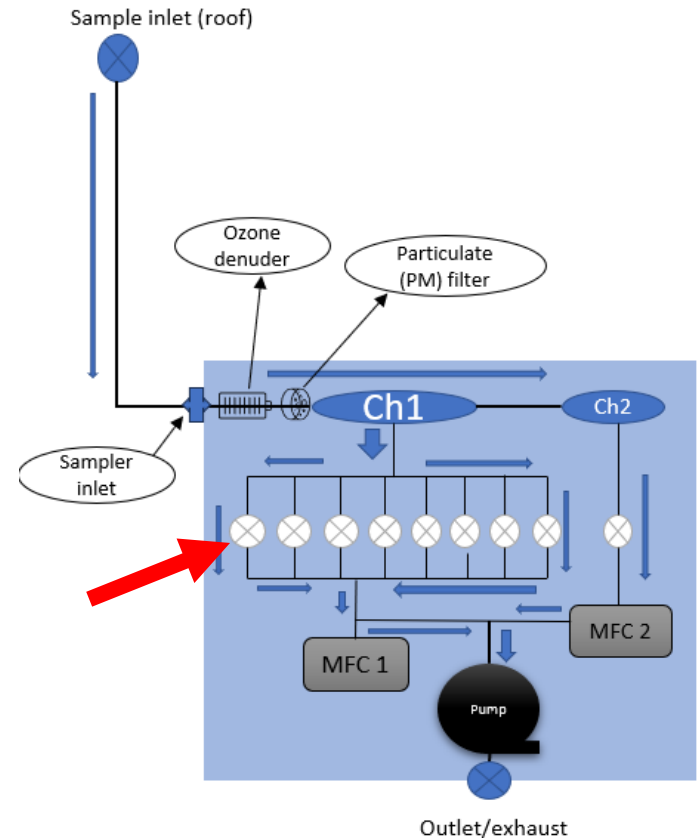 Sample inlet (roof)
Ozone
denuder
Particulate
(PM) filter
Ch1
Ch2
Sampler
inlet
MFC 1
MFC 2
Pump
Outlet/exhaust